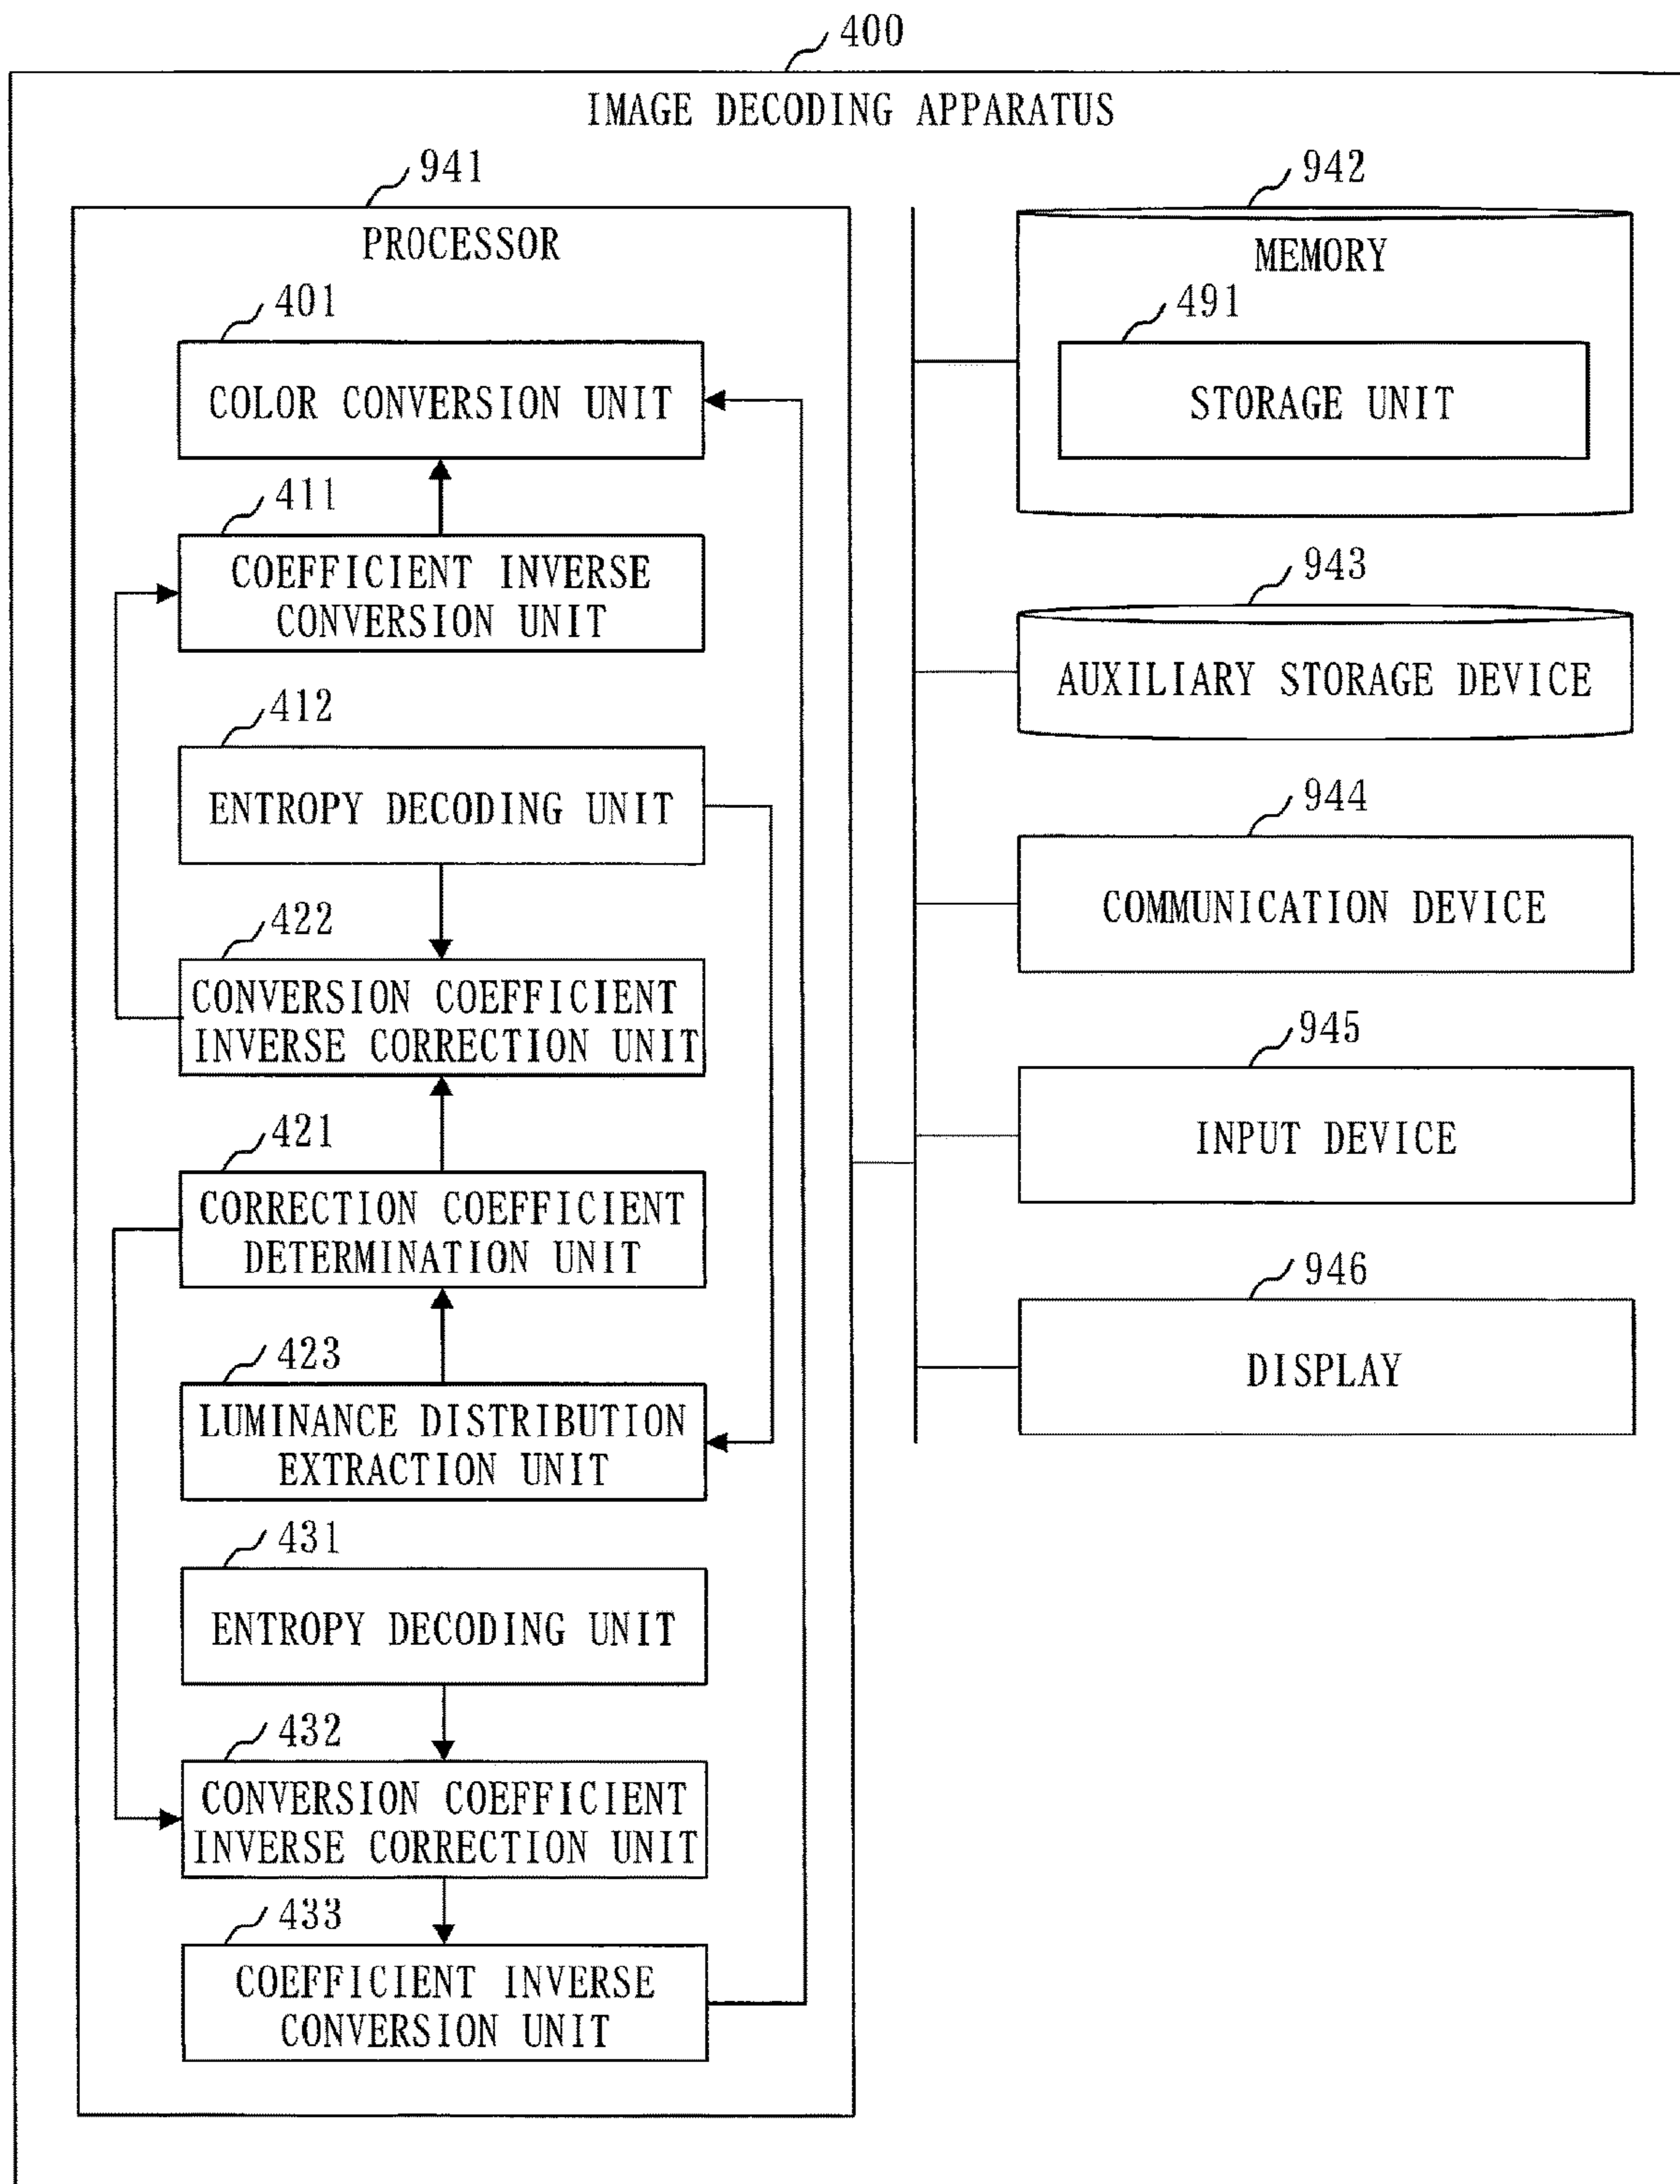 400
IMAGE DECODING APPARATUS
941
PROCESSOR
401
COLOR CONVERSION UNIT
411
COEFFICIENT INVERSE
CONVERSION UNIT
412
ENTROPY DECODING UNIT
422
CONVERSION COEFFICIENT
INVERSE CORRECTION UNIT
421
CORRECTION COEFFICIENT
DETERMINATION UNIT
423
LUMINANCE DISTRIBUTION
EXTRACTION UNIT
431
ENTROPY DECODING UNIT
432
CONVERSION COEFFICIENT
INVERSE CORRECTION UNIT
433
COEFFICIENT INVERSE
CONVERSION UNIT
942
MEMORY
491
STORAGE UNIT
943
AUXILIARY STORAGE DEVICE
944
COMMUNICATION DEVICE
945
INPUT DEVICE
946
DISPLAY